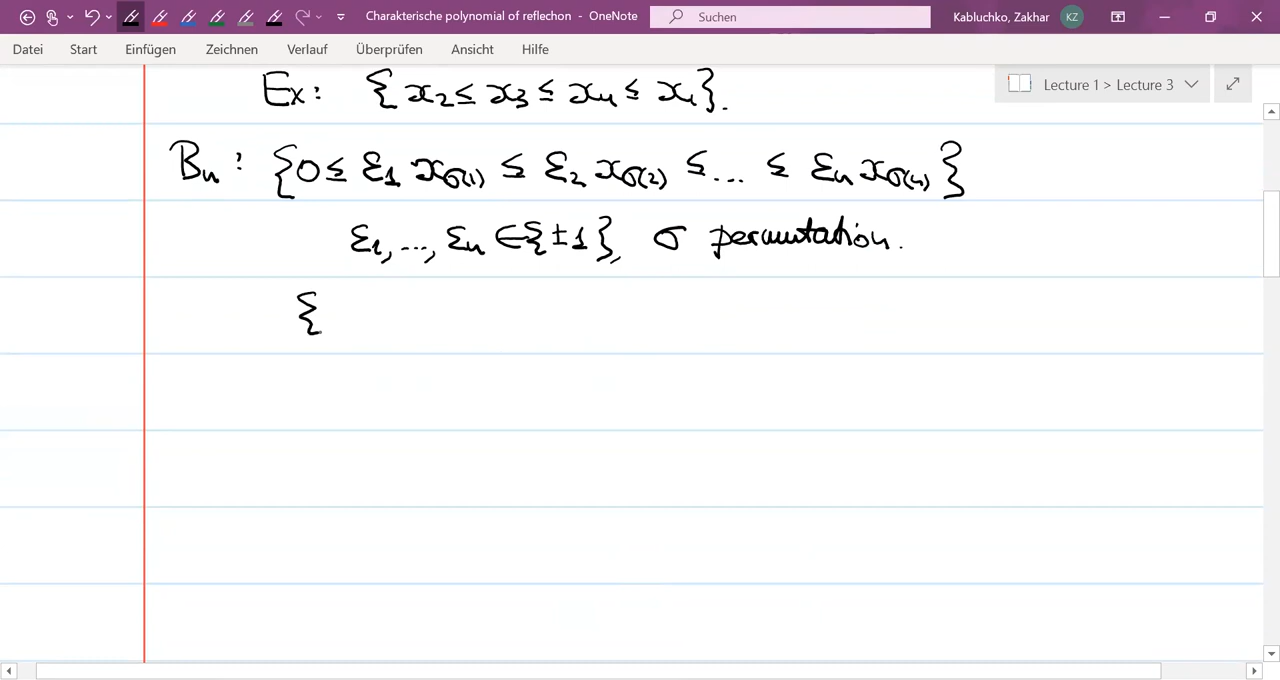 Charakterische polynomial of reflechon - OneNote
Suchen
Kabluchko, Zakhar
KZ
Datei Start Einfügen Zeichnen Verlauf Überprüfen Ansicht Hilfe
Lecture 1 > Lecture 3
Ex: {x₂ ≤ x₃ ≤ x₄ ≤ x₁}.
Bₙ: {0 ≤ ε₁ x_σ(1) ≤ ε₂ x_σ(2) ≤ ... ≤ εₙ x_σ(n)}
ε₁, ..., εₙ ∈ {±1}, σ permutation.
{